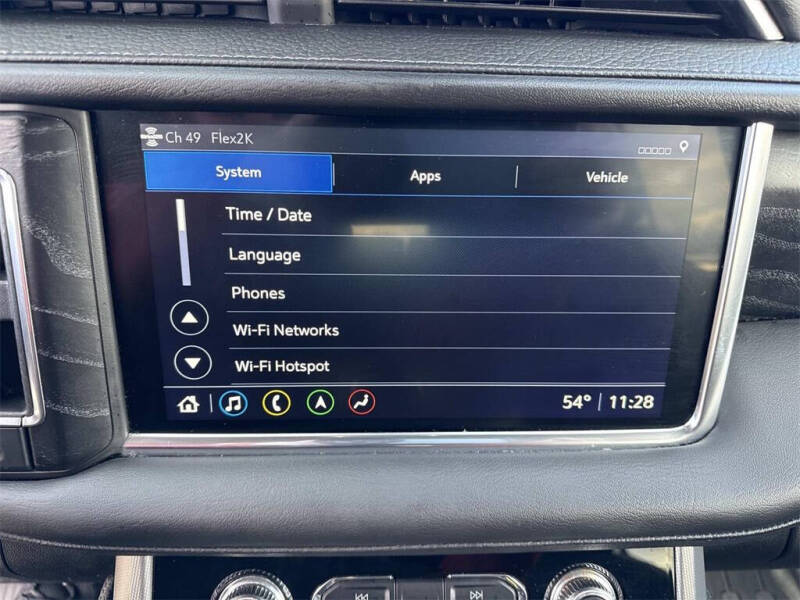 Ch 49 Flex2K
System Apps Vehicle
Time / Date
Language
Phones
Wi-Fi Networks
Wi-Fi Hotspot
54° 11:28